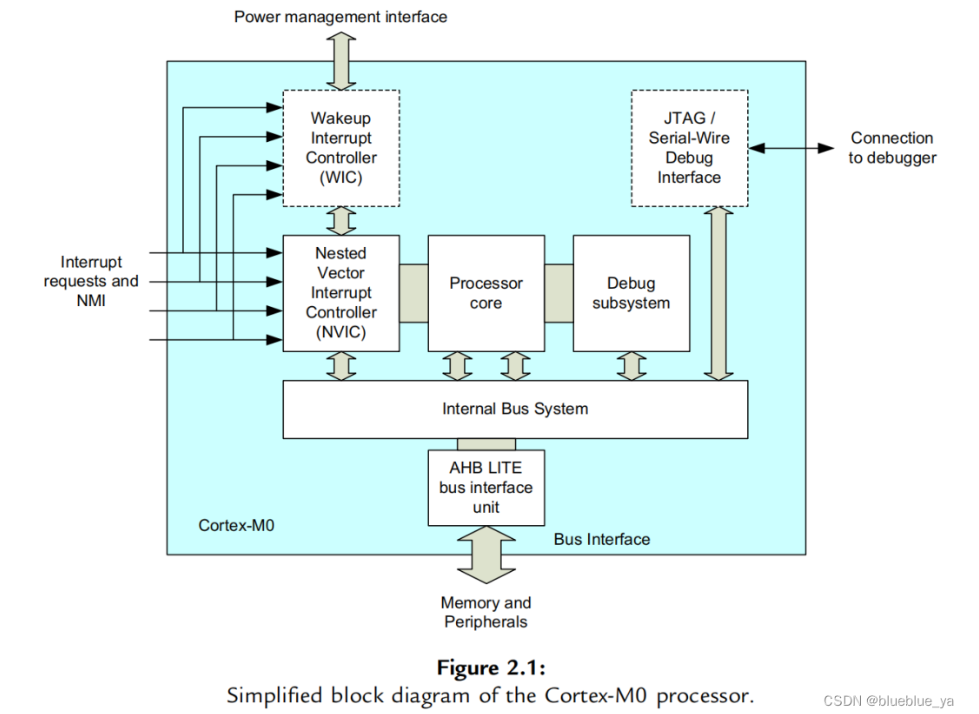 Power management interface
Wakeup
Interrupt
Controller
(WIC)
JTAG /
Serial-Wire
Debug
Interface
Connection
to debugger
Interrupt
requests and
NMI
Nested
Vector
Interrupt
Controller
(NVIC)
Processor
core
Debug
subsystem
Internal Bus System
AHB LITE
bus interface
unit
Cortex-M0
Bus Interface
Memory and
Peripherals
Figure 2.1:
Simplified block diagram of the Cortex-M0 processor.
CSDN @blueblue_ya